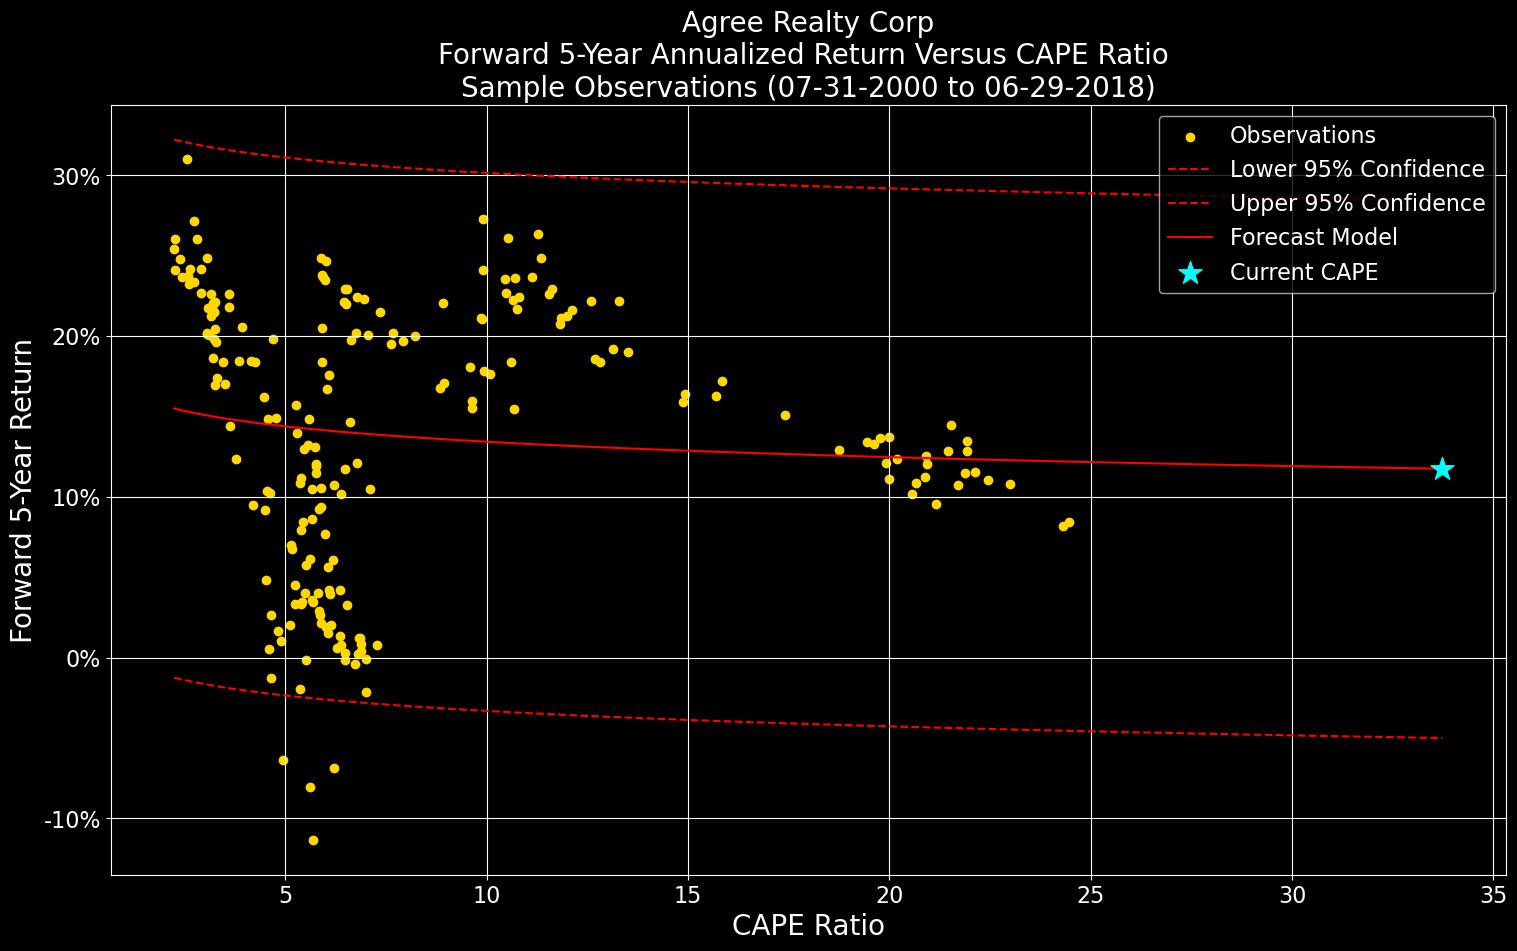 Agree Realty Corp
Forward 5-Year Annualized Return Versus CAPE Ratio
Sample Observations (07-31-2000 to 06-29-2018)
Observations
Lower 95% Confidence
Upper 95% Confidence
Forecast Model
Current CAPE
Forward 5-Year Return
30%
20%
10%
0%
-10%
5 10 15 20 25 30 35
CAPE Ratio